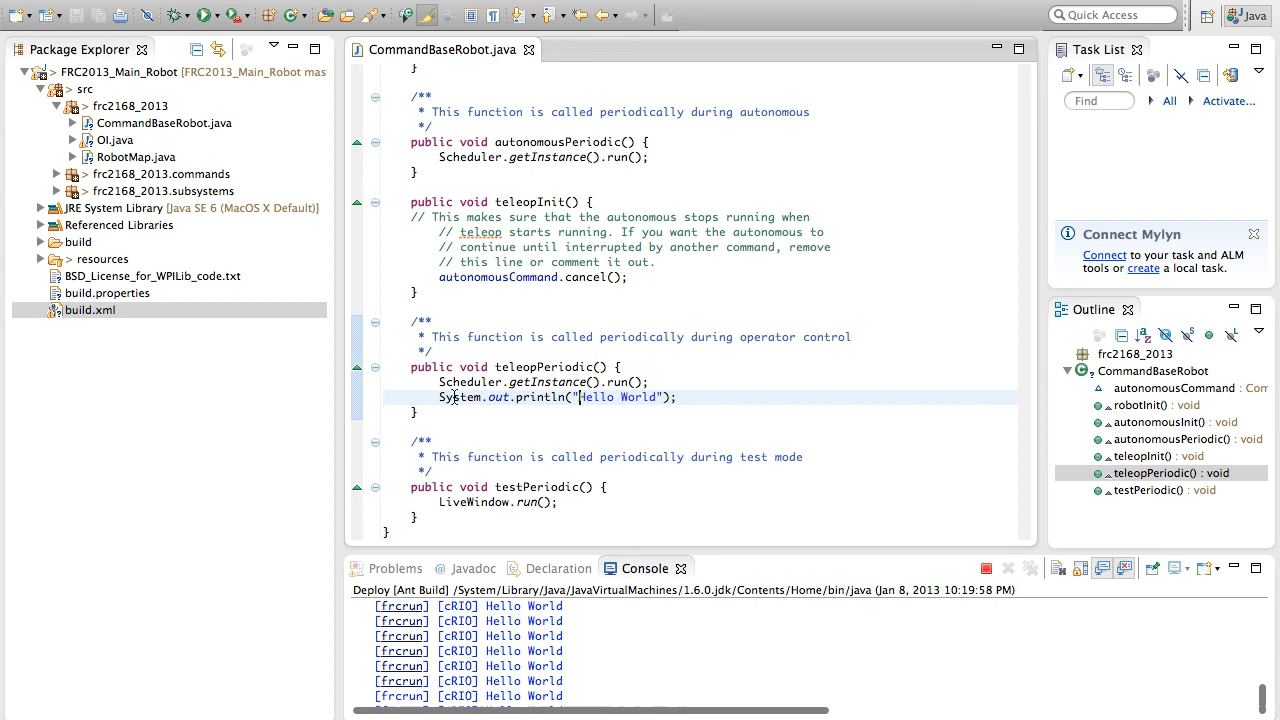 Quick Access
Java
Package Explorer
> FRC2013_Main_Robot [FRC2013_Main_Robot mas
> src
> frc2168_2013
> CommandBaseRobot.java
> OI.java
> RobotMap.java
> frc2168_2013.commands
> frc2168_2013.subsystems
JRE System Library [Java SE 6 (MacOS X Default)]
Referenced Libraries
build
> resources
BSD_License_for_WPILib_code.txt
build.properties
build.xml
CommandBaseRobot.java
}
/**
* This function is called periodically during autonomous
*/
public void autonomousPeriodic() {
Scheduler.getInstance().run();
}
public void teleopInit() {
// This makes sure that the autonomous stops running when
// teleop starts running. If you want the autonomous to
// continue until interrupted by another command, remove
// this line or comment it out.
autonomousCommand.cancel();
}
/**
* This function is called periodically during operator control
*/
public void teleopPeriodic() {
Scheduler.getInstance().run();
System.out.println("Hello World");
}
/**
* This function is called periodically during test mode
*/
public void testPeriodic() {
LiveWindow.run();
}
}
Task List
Find
All
Activate...
Connect Mylyn
Connect to your task and ALM
tools or create a local task.
Outline
frc2168_2013
CommandBaseRobot
autonomousCommand : Com
robotInit() : void
autonomousInit() : void
autonomousPeriodic() : void
teleopInit() : void
teleopPeriodic() : void
testPeriodic() : void
Problems
@ Javadoc
Declaration
Console
Deploy [Ant Build] /System/Library/Java/JavaVirtualMachines/1.6.0.jdk/Contents/Home/bin/java (Jan 8, 2013 10:19:58 PM)
[frcrun] [cRIO] Hello World
[frcrun] [cRIO] Hello World
[frcrun] [cRIO] Hello World
[frcrun] [cRIO] Hello World
[frcrun] [cRIO] Hello World
[frcrun] [cRIO] Hello World
[frcrun] [cRIO] Hello World